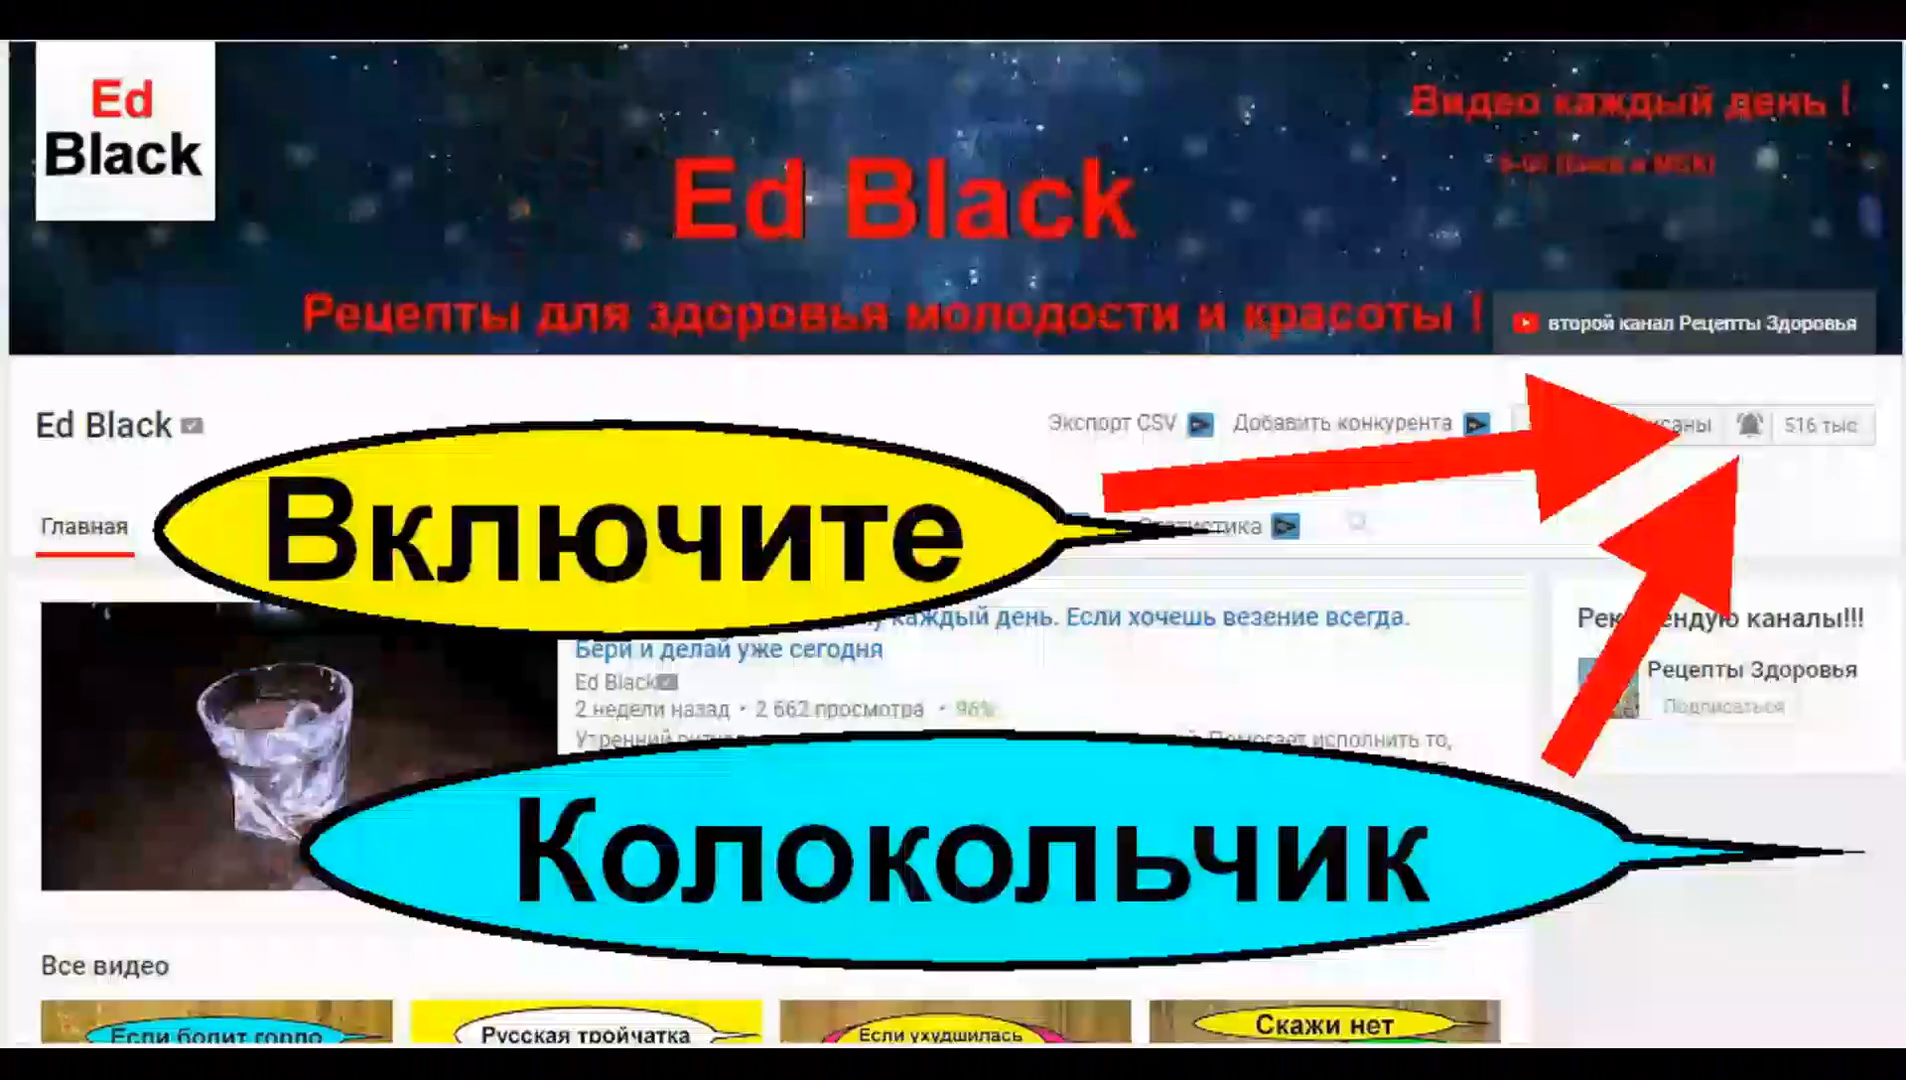 Ed
Black
Видео каждый день !
Ed Black
Рецепты для здоровья молодости и красоты !
второй канал Рецепты Здоровья
Ed Black
Экспорт CSV
Добавить конкурента
516 тыс
Включите
Главная
каждый день. Если хочешь везение всегда.
Бери и делай уже сегодня
Ed Black
2 недели назад • 2 662 просмотра • 96%
Утренний Помогает исполнить то,
каналы!!!
Рецепты Здоровья
Подписаться
Колокольчик
Все видео
Если болит горло
Русская тройчатка
Если ухудшилась
Скажи нет